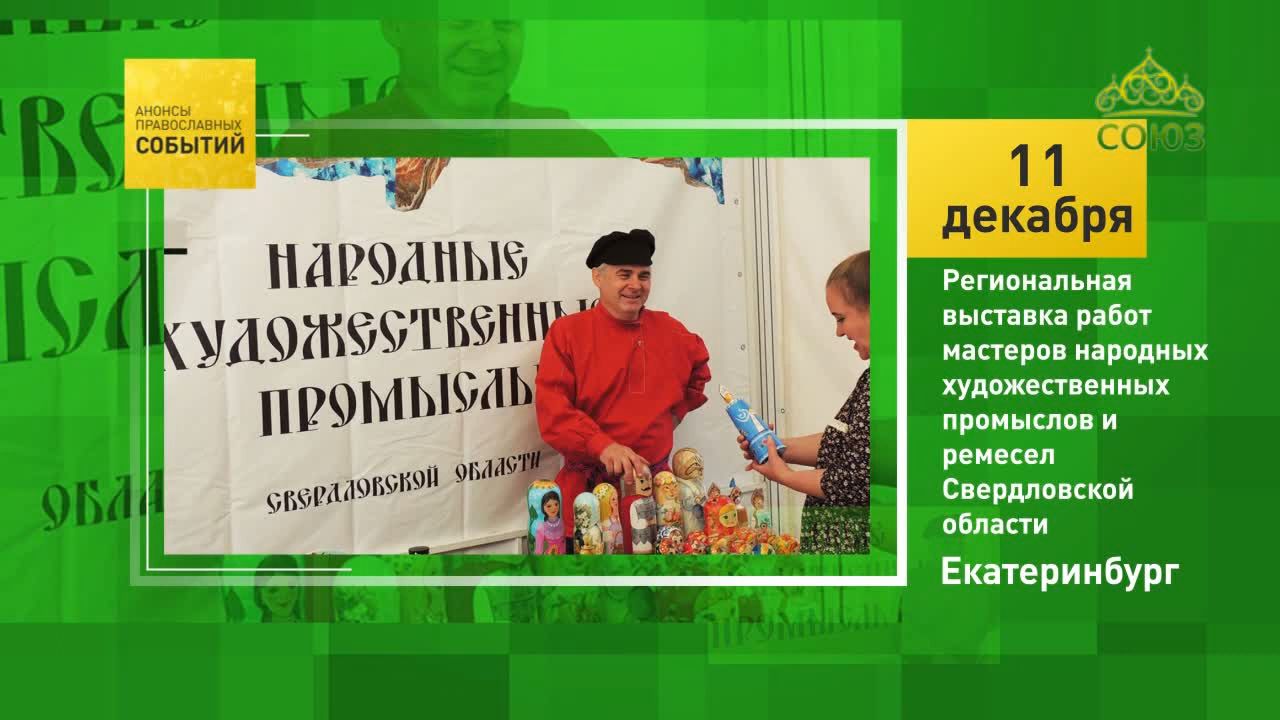 АНОНСЫ
ПРАВОСЛАВНЫХ
СОБЫТИЙ
СОЮЗ
11
декабря
Региональная
выставка работ
мастеров народных
художественных
промыслов и
ремесел
Свердловской
области
Екатеринбург
НАРОДНЫЕ
ХУДОЖЕСТВЕННЫЕ
ПРОМЫСЛЫ
СВЕРДЛОВСКОЙ ОБЛАСТИ